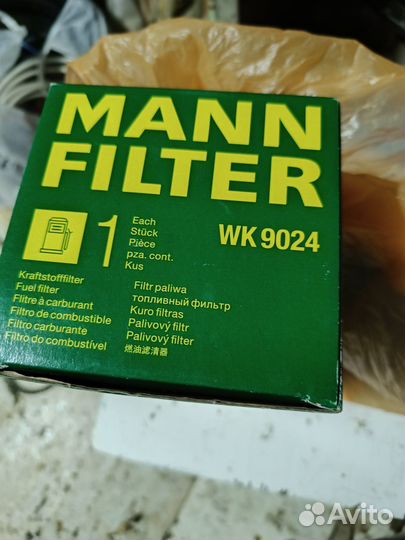 MANN
FILTER
1
Each
Stück
Pièce
pza. cont.
Kus
WK 9024
Kraftstofffilter
Fuel filter
Flitre à carburant
Filtro de combustible
Filtro carburante
Filtro do combustível
Filtr paliwa
топливный фильтр
Kuro filtras
Palivový filtr
Palivový filter
燃油滤清器
Avito